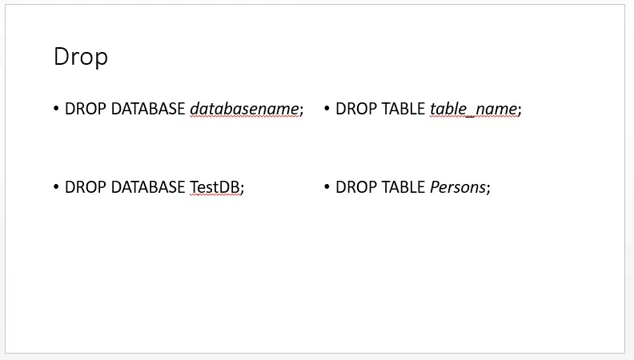 Drop
• DROP DATABASE databasename;
• DROP DATABASE TestDB;
• DROP TABLE table_name;
• DROP TABLE Persons;